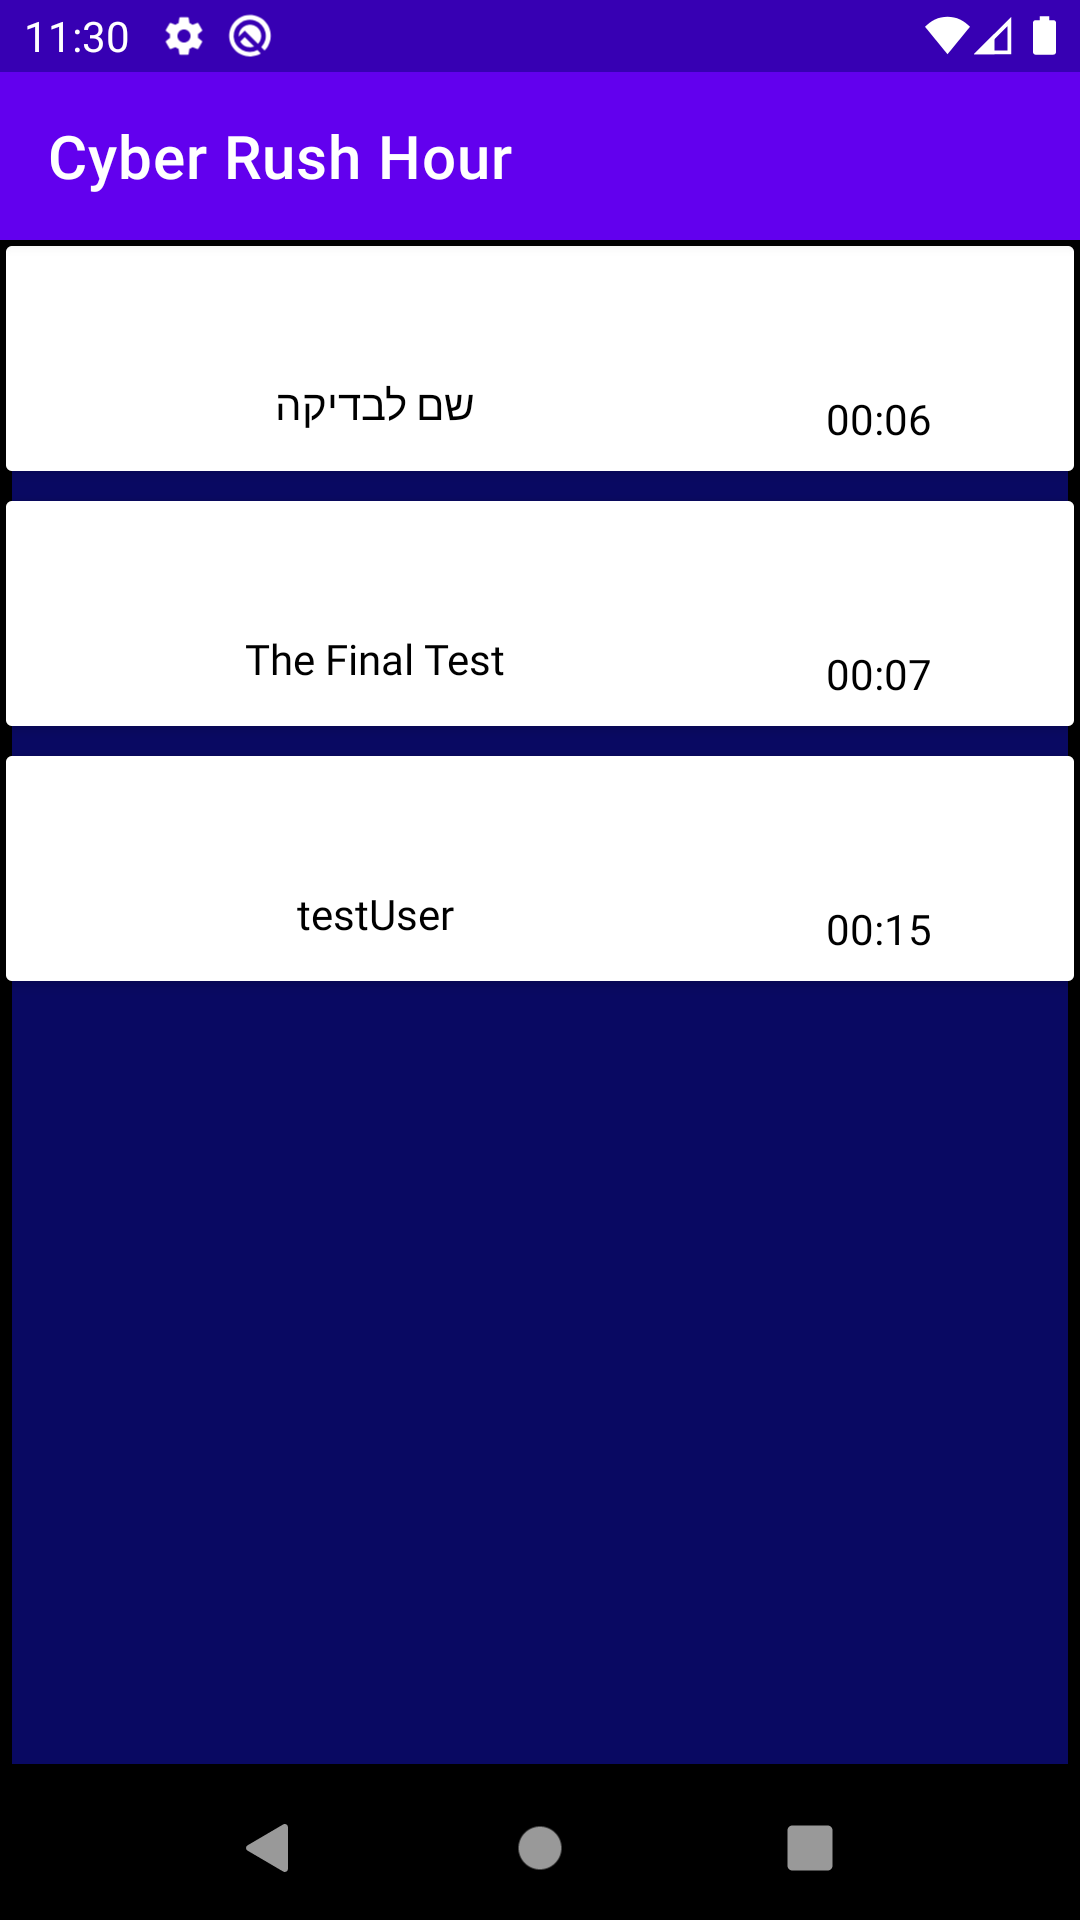 11:30
Cyber Rush Hour
שם לבדיקה
00:06
The Final Test
00:07
testUser
00:15